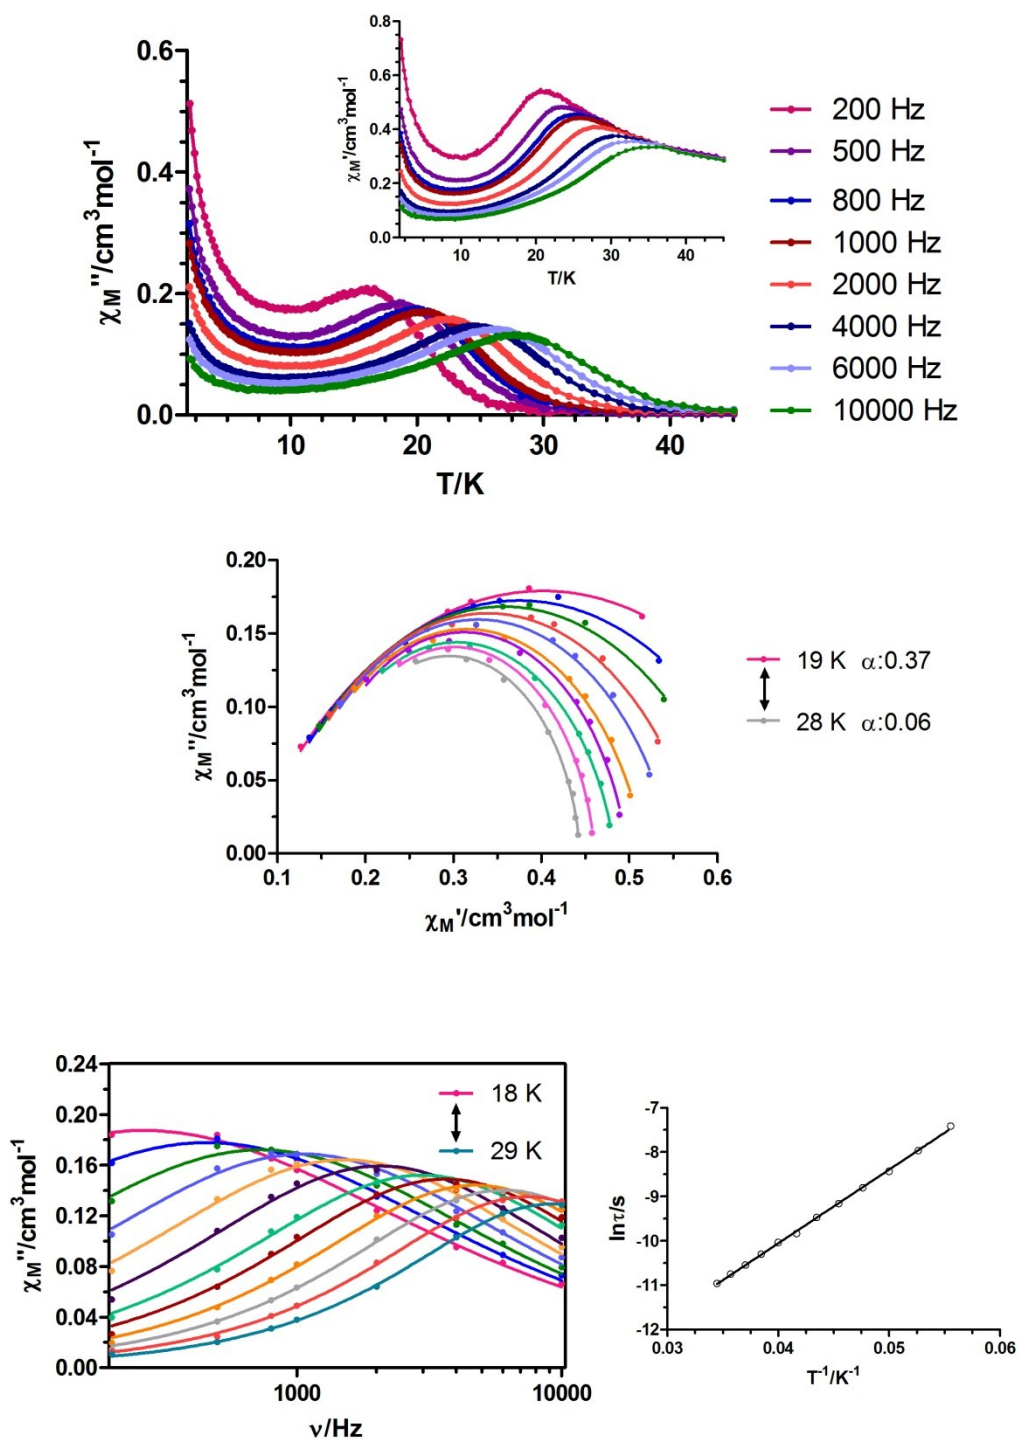 0.8
0.6
0.4
0.2
0.0
χM'/cm3mol-1
10
20
30
40
T/K
0.6
0.4
0.2
0.0
χM''/cm3mol-1
10
20
30
40
T/K
200 Hz
500 Hz
800 Hz
1000 Hz
2000 Hz
4000 Hz
6000 Hz
10000 Hz
0.20
0.15
0.10
0.05
0.00
χM''/cm3mol-1
0.1
0.2
0.3
0.4
0.5
0.6
χM'/cm3mol-1
19 K α:0.37
28 K α:0.06
0.24
0.20
0.16
0.12
0.08
0.04
0.00
χM''/cm3mol-1
18 K
29 K
1000
10000
ν/Hz
-7
-8
-9
-10
-11
-12
lnτ/s
0.03
0.04
0.05
0.06
T-1/K-1